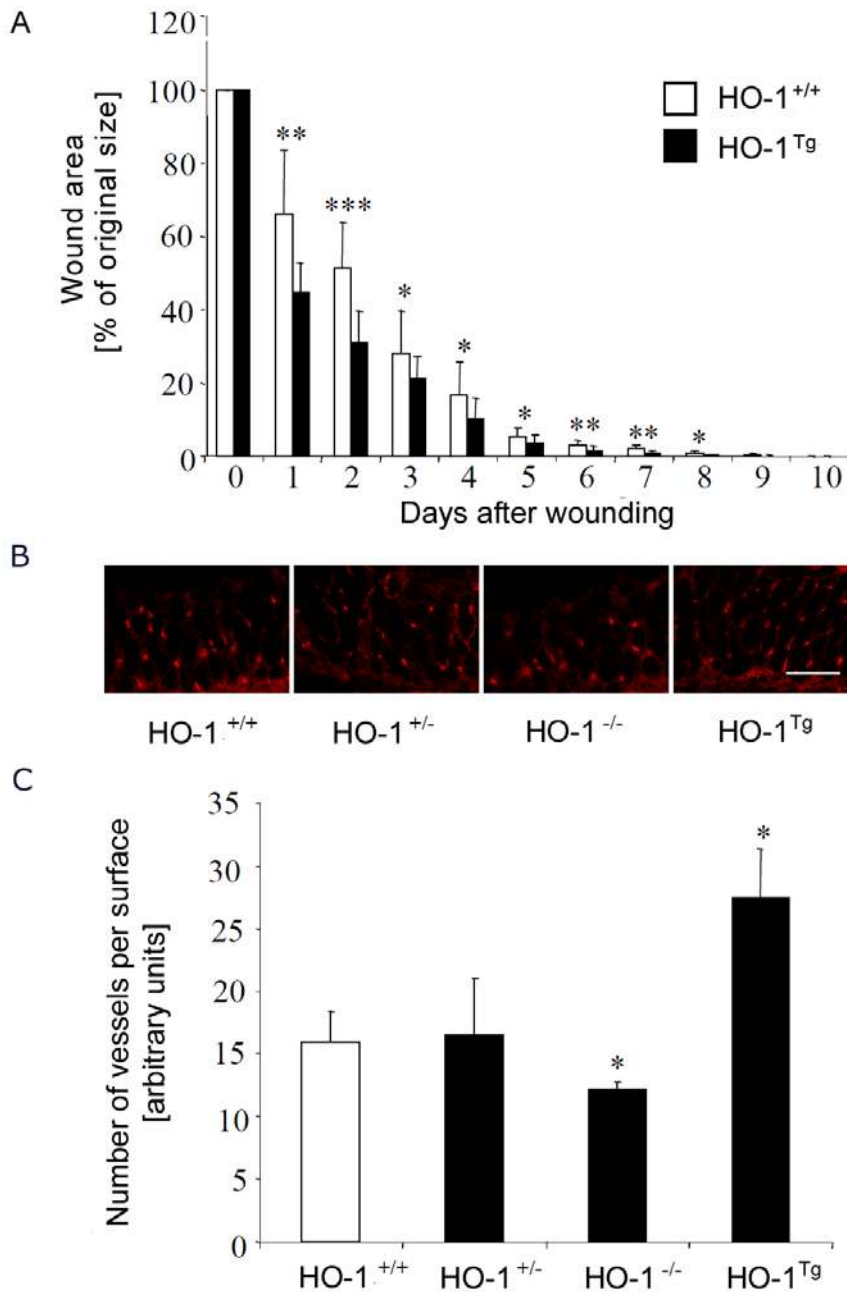 A
120
100
80
60
40
20
0
Wound area
[% of original size]
**
***
*
*
*
**
**
*
HO-1+/+
HO-1Tg
0 1 2 3 4 5 6 7 8 9 10
Days after wounding
B
HO-1+/+ HO-1+/- HO-1-/- HO-1Tg
C
Number of vessels per surface
[arbitrary units]
35
30
25
20
15
10
5
0
*
*
HO-1+/+ HO-1+/- HO-1-/- HO-1Tg